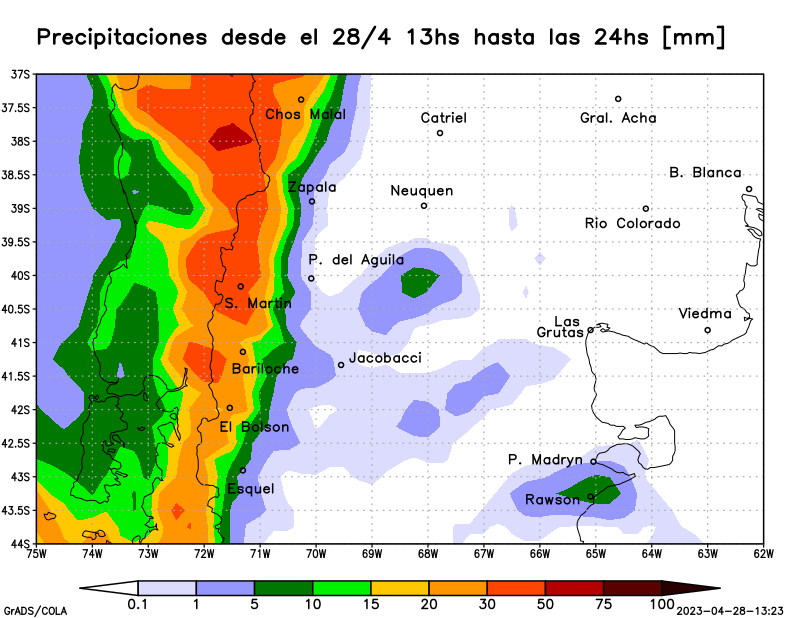 Precipitaciones desde el 28/4 13hs hasta las 24hs [mm]
37S
37.5S
38S
38.5S
39S
39.5S
40S
40.5S
41S
41.5S
42S
42.5S
43S
43.5S
44S
Chos Malal
Catriel
Gral. Acha
B. Blanca
Zapala
Neuquen
Rio Colorado
P. del Aguila
S. Martin
Viedma
Las
Grutas
Bariloche
Jacobacci
El Bolson
P. Madryn
Esquel
Rawson
75W 74W 73W 72W 71W 70W 69W 68W 67W 66W 65W 64W 63W 62W
0.1 1 5 10 15 20 30 50 75 100
GrADS/COLA
2023-04-28-13:23